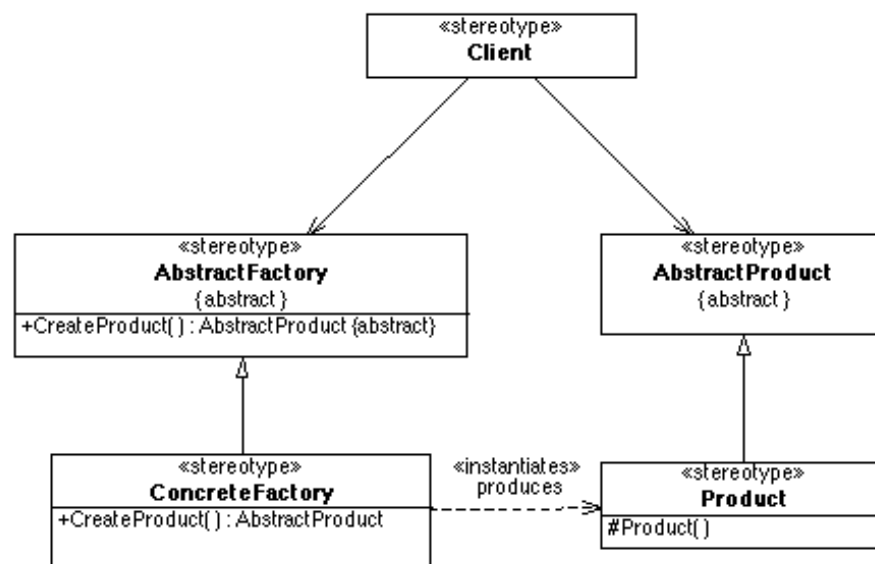 «stereotype»
Client
«stereotype»
AbstractFactory
{abstract}
+CreateProduct() : AbstractProduct {abstract}
«stereotype»
AbstractProduct
{abstract}
«stereotype»
ConcreteFactory
+CreateProduct() : AbstractProduct
«instantiates»
produces
«stereotype»
Product
#Product()